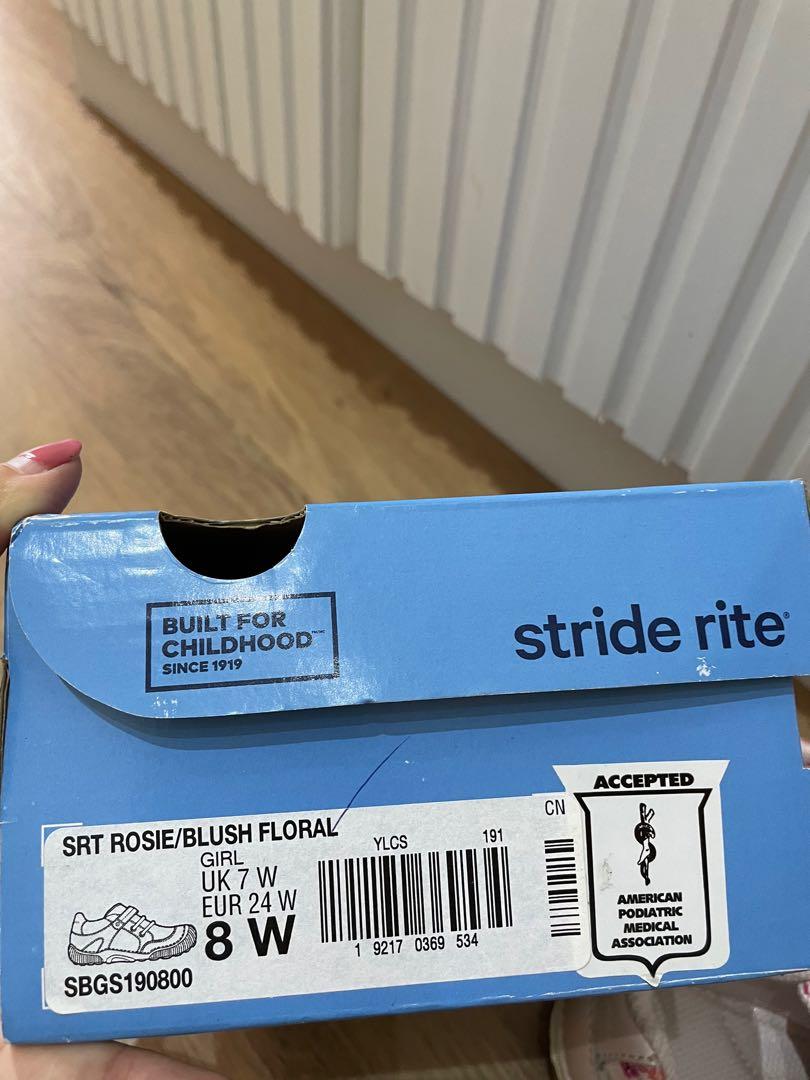 BUILT FOR
CHILDHOOD™
SINCE 1919
stride rite®
SRT ROSIE/BLUSH FLORAL
GIRL
UK 7 W
EUR 24 W
8 W
SBGS190800
YLCS
191
CN
1 9217 0369 534
ACCEPTED
AMERICAN
PODIATRIC
MEDICAL
ASSOCIATION